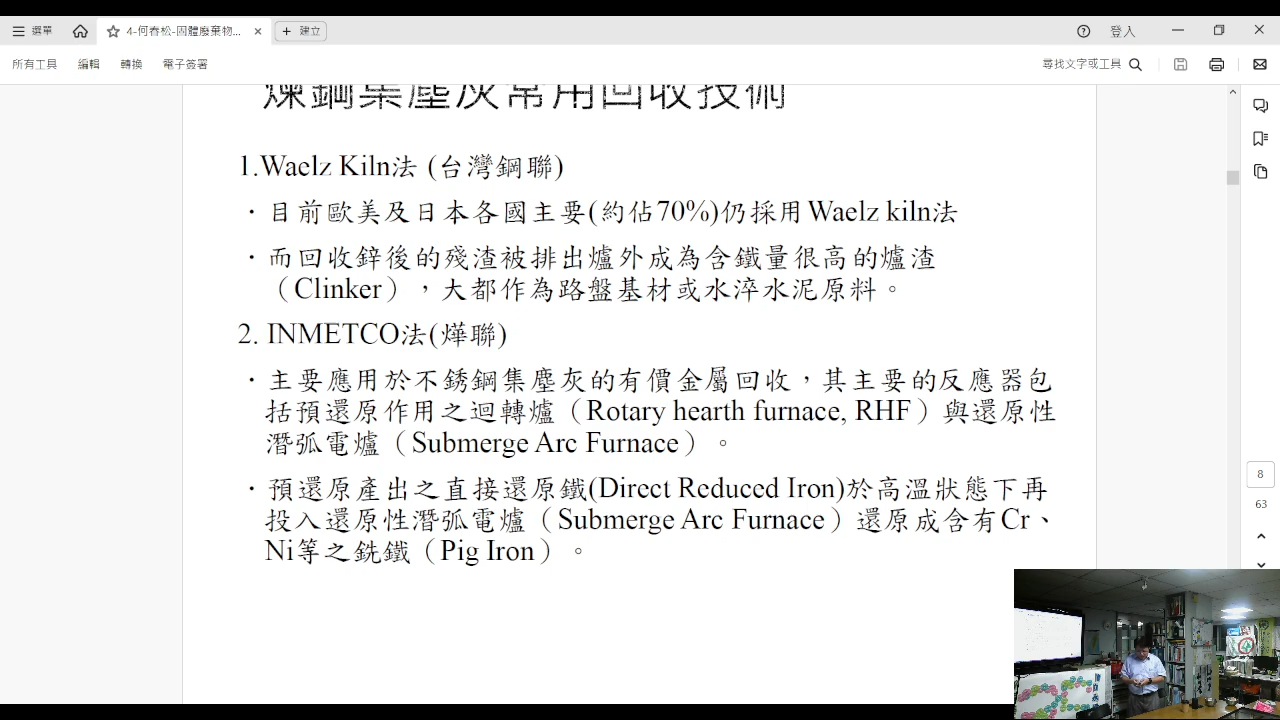 選單
4-何春松-固體廢棄物...
建立
登入
所有工具
編輯
轉換
電子簽署
尋找文字或工具
煉鋼集塵灰常用回收技術
1.Waelz Kiln法 (台灣鋼聯)
· 目前歐美及日本各國主要(約佔70%)仍採用Waelz kiln法
· 而回收鋅後的殘渣被排出爐外成為含鐵量很高的爐渣
（Clinker），大都作為路盤基材或水淬水泥原料。
2. INMETCO法(燁聯)
· 主要應用於不銹鋼集塵灰的有價金屬回收，其主要的反應器包
括預還原作用之迴轉爐（Rotary hearth furnace, RHF）與還原性
潛弧電爐（Submerge Arc Furnace）。
· 預還原產出之直接還原鐵(Direct Reduced Iron)於高溫狀態下再
投入還原性潛弧電爐（Submerge Arc Furnace）還原成含有Cr、
Ni等之銑鐵（Pig Iron）。
8
63